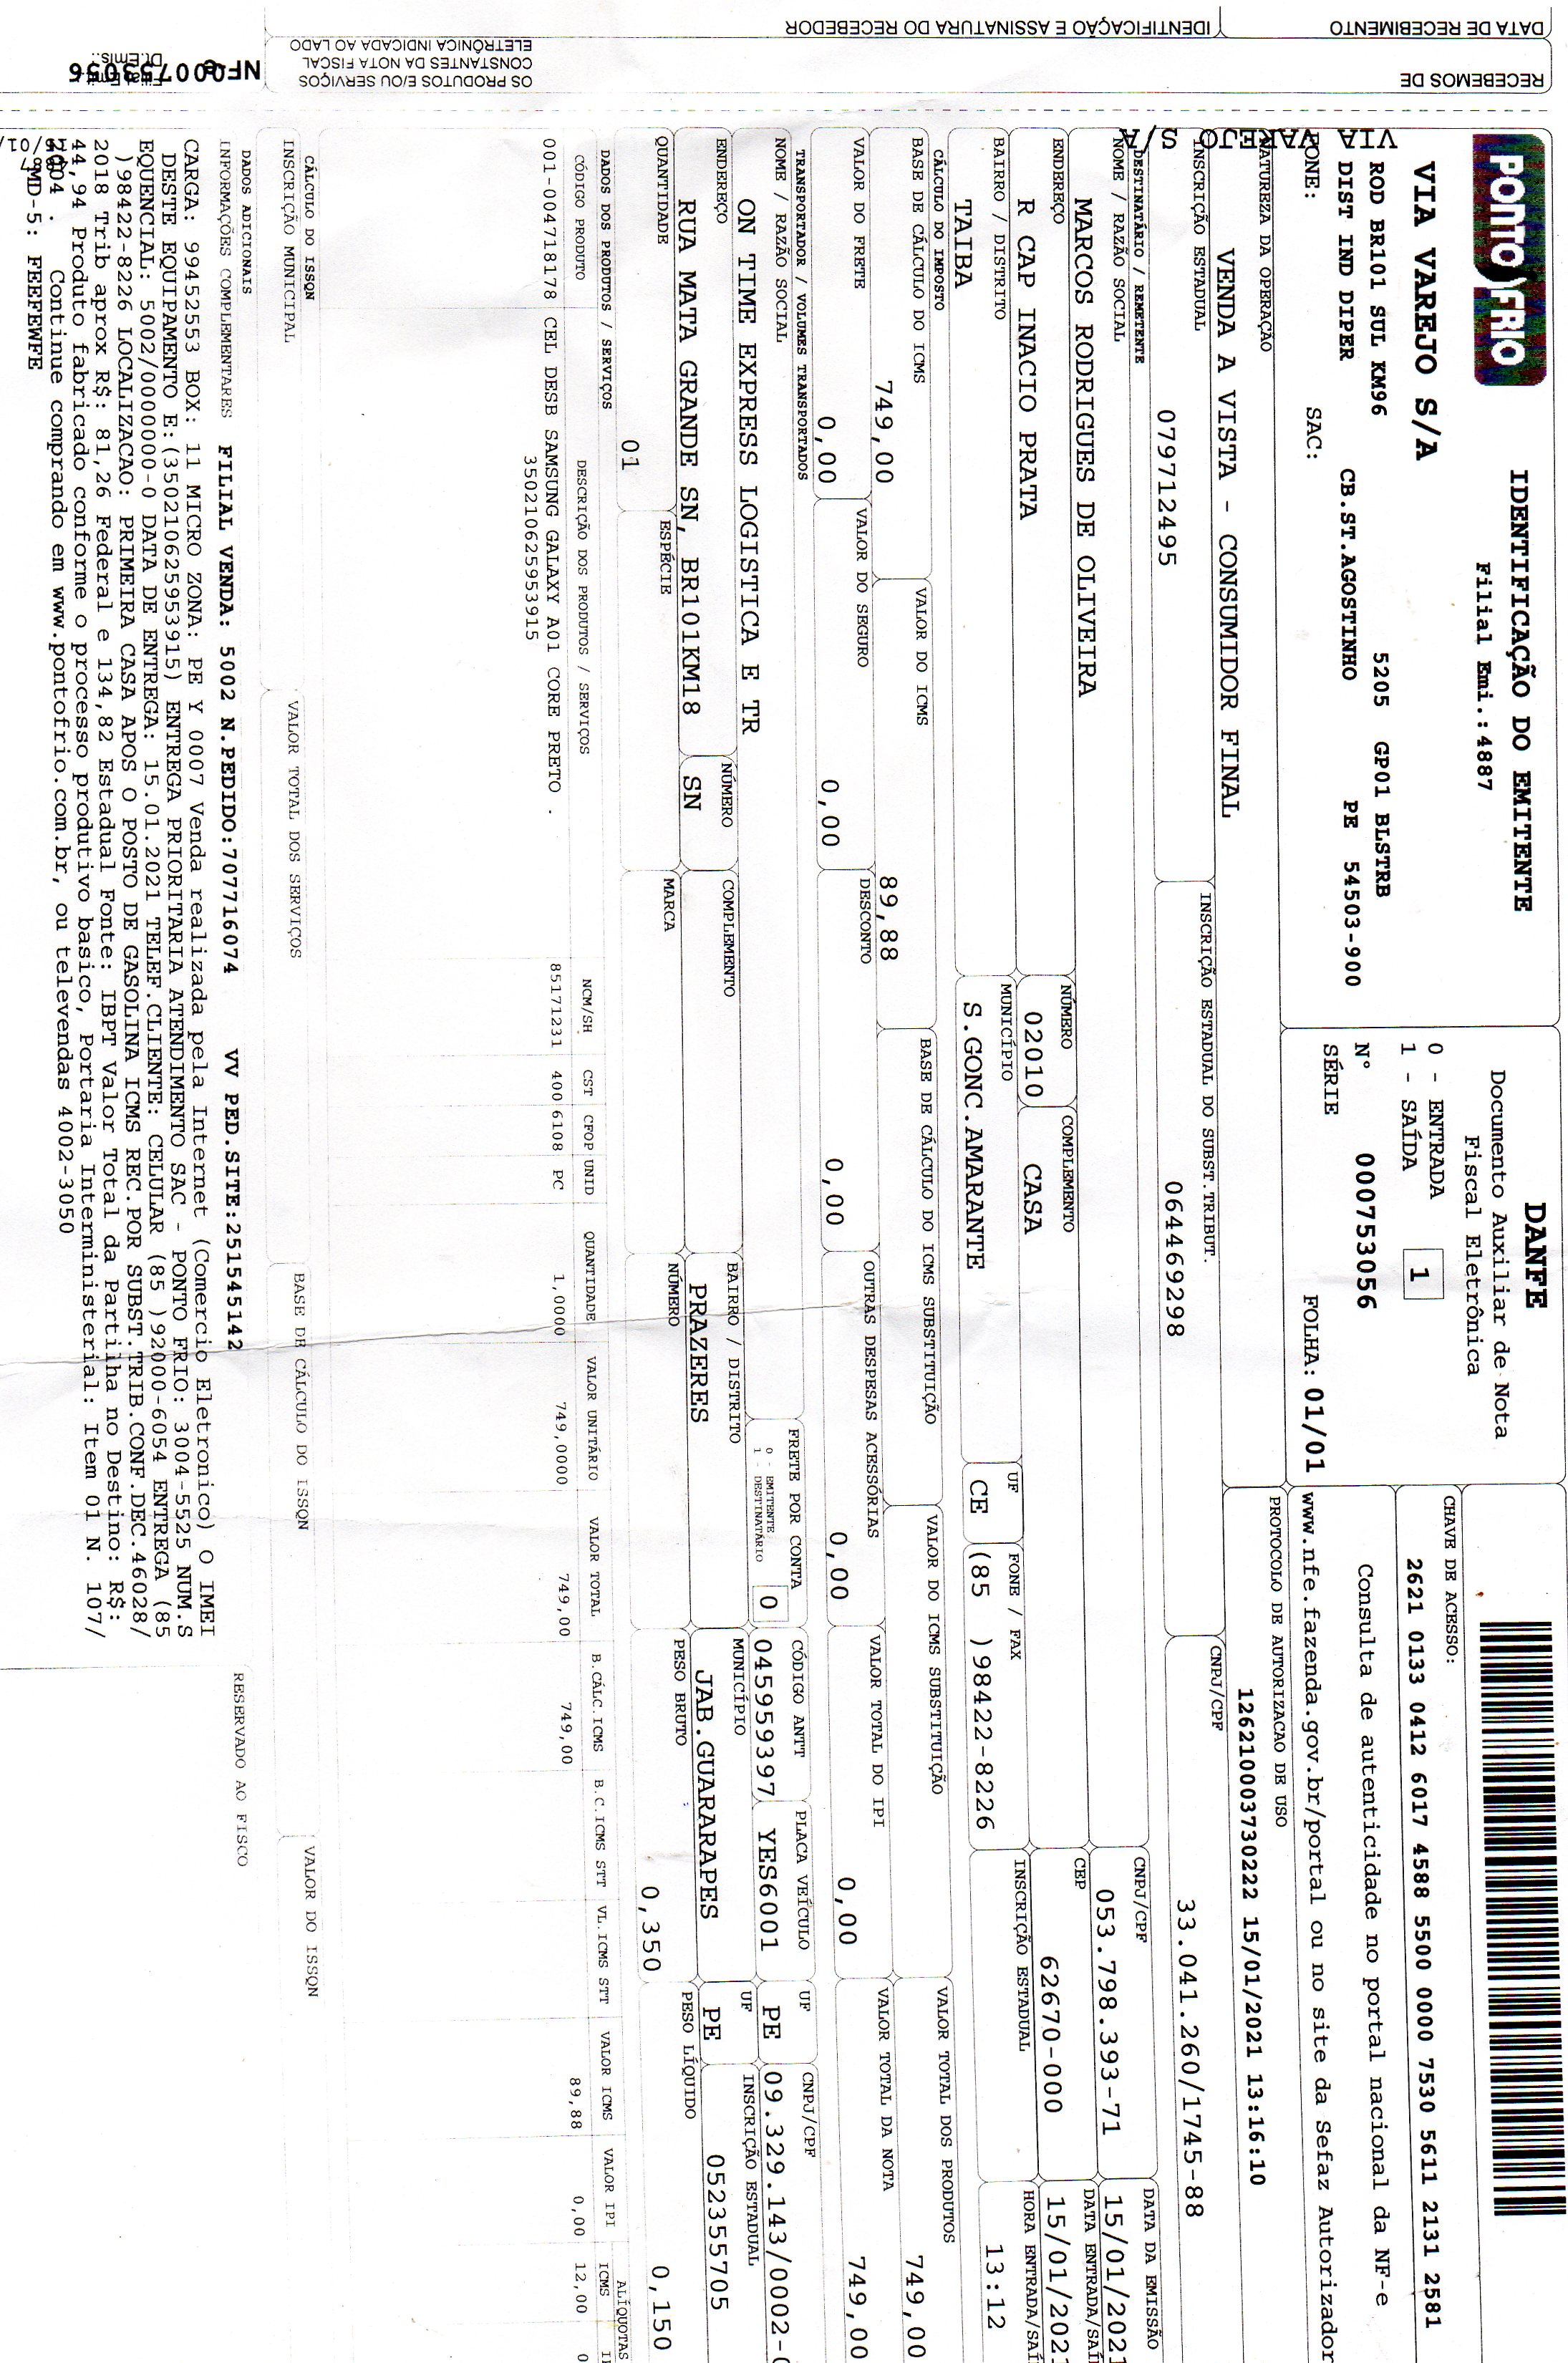 RECEBEMOS DE
OS PRODUTOS E/OU SERVIÇOS
CONSTANTES DA NOTA FISCAL
ELETRÔNICA INDICADA AO LADO
DATA DE RECEBIMENTO
IDENTIFICAÇÃO E ASSINATURA DO RECEBEDOR
NF
000753056
VIA VAREJO S/A
PONTO FRIO
IDENTIFICAÇÃO DO EMITENTE
Filial Emi.:4887
VIA VAREJO S/A
ROD BR101 SUL KM96 5205 GP01 BLSTRB
DIST IND DIPER CB.ST.AGOSTINHO PE 54503-900
FONE: SAC:
DANFE
Documento Auxiliar de Nota
Fiscal Eletrônica
0 - ENTRADA
1 - SAÍDA 1
N° 000753056
SÉRIE FOLHA: 01/01
CHAVE DE ACESSO:
2621 0133 0412 6017 4588 5500 0000 7530 5611 2131 2581
Consulta de autenticidade no portal nacional da NF-e
www.nfe.fazenda.gov.br/portal ou no site da Sefaz Autorizador
NATUREZA DA OPERAÇÃO
VENDA A VISTA - CONSUMIDOR FINAL
PROTOCOLO DE AUTORIZACAO DE USO
126210003730222 15/01/2021 13:16:10
INSCRIÇÃO ESTADUAL
079712495
INSCRIÇÃO ESTADUAL DO SUBST.TRIBUT.
064469298
CNPJ/CPF
33.041.260/1745-88
DESTINATÁRIO / REMETENTE
NOME / RAZÃO SOCIAL
MARCOS RODRIGUES DE OLIVEIRA
CNPJ/CPF
053.798.393-71
DATA DA EMISSÃO
15/01/2021
ENDEREÇO
R CAP INACIO PRATA
NÚMERO
02010
COMPLEMENTO
CASA
CEP
62670-000
DATA ENTRADA/SAÍ
15/01/2021
BAIRRO / DISTRITO
TAIBA
MUNICÍPIO
S.GONC.AMARANTE
UF
CE
FONE / FAX
(85 )98422-8226
INSCRIÇÃO ESTADUAL
HORA ENTRADA/SAÍ
13:12
CÁLCULO DO IMPOSTO
BASE DE CÁLCULO DO ICMS
749,00
VALOR DO ICMS
89,88
BASE DE CÁLCULO DO ICMS SUBSTITUIÇÃO
VALOR DO ICMS SUBSTITUIÇÃO
VALOR TOTAL DOS PRODUTOS
749,00
VALOR DO FRETE
0,00
VALOR DO SEGURO
0,00
DESCONTO
0,00
OUTRAS DESPESAS ACESSÓRIAS
0,00
VALOR TOTAL DO IPI
0,00
VALOR TOTAL DA NOTA
749,00
TRANSPORTADOR / VOLUMES TRANSPORTADOS
NOME / RAZÃO SOCIAL
ON TIME EXPRESS LOGISTICA E TR
FRETE POR CONTA
0 - EMITENTE
1 - DESTINATÁRIO
0
CÓDIGO ANTT
045959397
PLACA VEÍCULO
YES6001
UF
PE
CNPJ/CPF
09.329.143/0002-
ENDEREÇO
RUA MATA GRANDE SN, BR101KM18
NÚMERO
SN
COMPLEMENTO
BAIRRO / DISTRITO
PRAZERES
MUNICÍPIO
JAB.GUARARAPES
UF
PE
INSCRIÇÃO ESTADUAL
052355705
QUANTIDADE
01
ESPÉCIE
MARCA
NÚMERO
PESO BRUTO
0,350
PESO LÍQUIDO
0,150
DADOS DOS PRODUTOS / SERVIÇOS
CÓDIGO PRODUTO DESCRIÇÃO DOS PRODUTOS / SERVIÇOS NCM/SH CST CFOP UNID QUANTIDADE VALOR UNITÁRIO VALOR TOTAL B.CÁLC.ICMS B.C.ICMS STT VL.ICMS STT VALOR ICMS VALOR IPI ALÍQUOTAS ICMS
001-004718178 CEL DESB SAMSUNG GALAXY A01 CORE PRETO . 85171231 400 6108 PC 1,0000 749,0000 749,00 749,00 89,88 0,00 12,00 0
350210625953915
CÁLCULO DO ISSQN
INSCRIÇÃO MUNICIPAL
VALOR TOTAL DOS SERVIÇOS
BASE DE CÁLCULO DO ISSQN
VALOR DO ISSQN
DADOS ADICIONAIS
INFORMAÇÕES COMPLEMENTARES FILIAL VENDA: 5002 N.PEDIDO:707716074 VV PED.SITE:251545142
RESERVADO AO FISCO
CARGA: 99452553 BOX: 11 MICRO ZONA: PE Y 0007 Venda realizada pela Internet (Comercio Eletronico) O IMEI
DESTE EQUIPAMENTO E:(350210625953915) ENTREGA PRIORITARIA ATENDIMENTO SAC - PONTO FRIO: 3004-5525 NUM.S
EQUENCIAL: 5002/0000000-0 DATA DE ENTREGA: 15.01.2021 TELEF.CLIENTE: CELULAR (85 )92000-6054 ENTREGA (85
)98422-8226 LOCALIZACAO: PRIMEIRA CASA APOS O POSTO DE GASOLINA ICMS REC.POR SUBST.TRIB.CONF.DEC.46028/
2018 Trib aprox R$: 81,26 Federal e 134,82 Estadual Fonte: IBPT Valor Total da Partilha no Destino: R$:
44,94 Produto fabricado conforme o processo produtivo basico, Portaria Interministerial: Item 01 N. 107/
2004 . Continue comprando em www.pontofrio.com.br, ou televendas 4002-3050
MD-5: FEEFEWFE